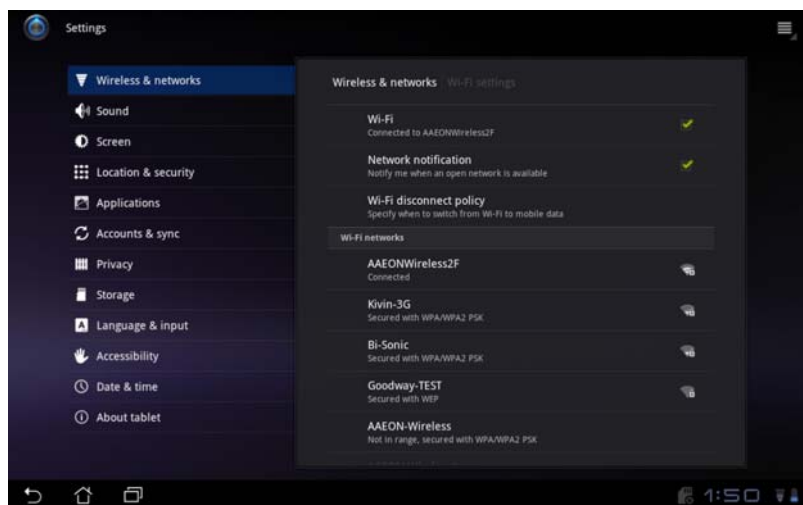 Settings
Wireless & networks
Sound
Screen
Location & security
Applications
Accounts & sync
Privacy
Storage
Language & input
Accessibility
Date & time
About tablet
Wireless & networks Wi-Fi settings
Wi-Fi
Connected to AAEONWireless2F
Network notification
Notify me when an open network is available
Wi-Fi disconnect policy
Specify when to switch from Wi-Fi to mobile data
Wi-Fi networks
AAEONWireless2F
Connected
Kivin-3G
Secured with WPA/WPA2 PSK
Bi-Sonic
Secured with WPA/WPA2 PSK
Goodway-TEST
Secured with WEP
AAEON-Wireless
Not in range, secured with WPA/WPA2 PSK
1:50